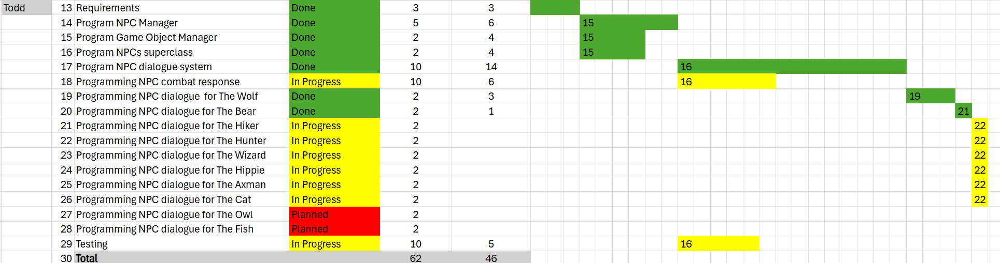 Todd 13 Requirements Done 3 3
14 Program NPC Manager Done 5 6 15
15 Program Game Object Manager Done 2 4 15
16 Program NPCs superclass Done 2 4 15
17 Program NPC dialogue system Done 10 14 16
18 Programming NPC combat response In Progress 10 6 16
19 Programming NPC dialogue  for The Wolf Done 2 3 19
20 Programming NPC dialogue for The Bear Done 2 1 21
21 Programming NPC dialogue for The Hiker In Progress 2 22
22 Programming NPC dialogue for The Hunter In Progress 2 22
23 Programming NPC dialogue for The Wizard In Progress 2 22
24 Programming NPC dialogue for The Hippie In Progress 2 22
25 Programming NPC dialogue for The Axman In Progress 2 22
26 Programming NPC dialogue for The Cat In Progress 2 22
27 Programming NPC dialogue for The Owl Planned 2
28 Programming NPC dialogue for The Fish Planned 2
29 Testing In Progress 10 5 16
30 Total 62 46